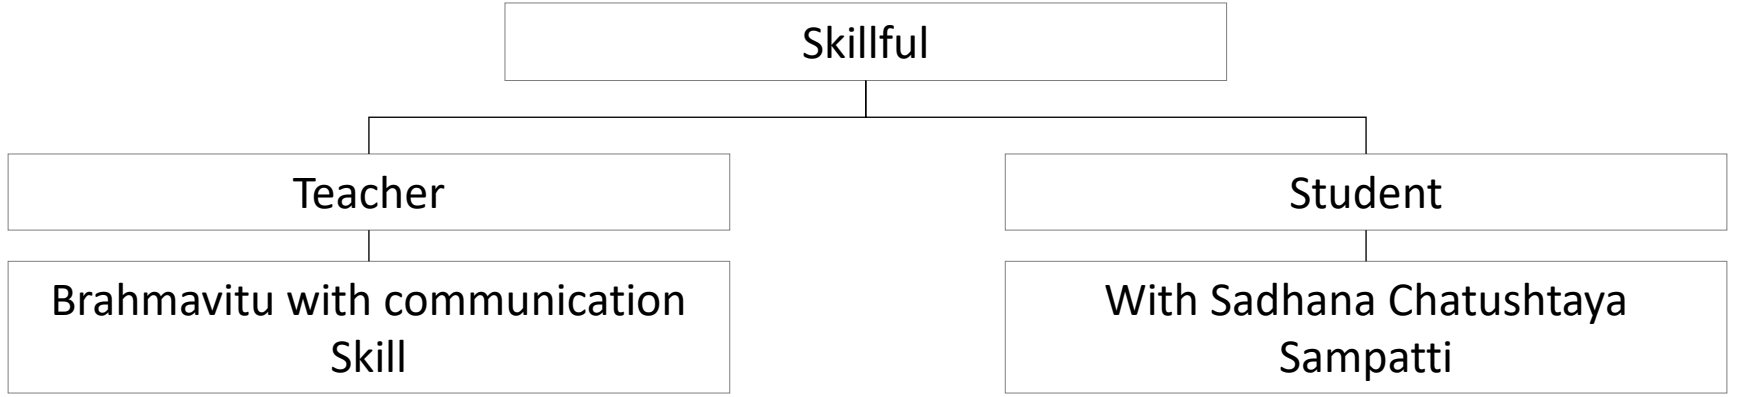 Skillful
Teacher
Student
Brahmavitu with communication
Skill
With Sadhana Chatushtaya
Sampatti